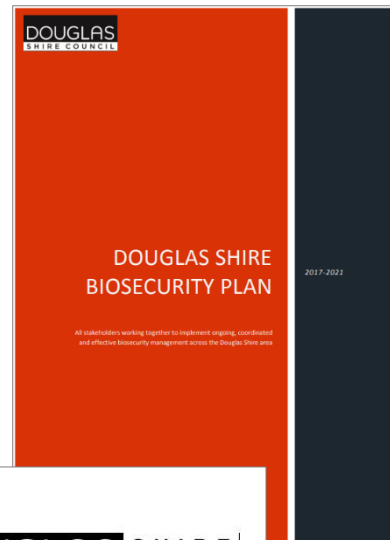 DOUGLAS
SHIRE COUNCIL
DOUGLAS SHIRE
BIOSECURITY PLAN
2017-2021
All stakeholders working together to implement ongoing, coordinated
and effective biosecurity management across the Douglas Shire area